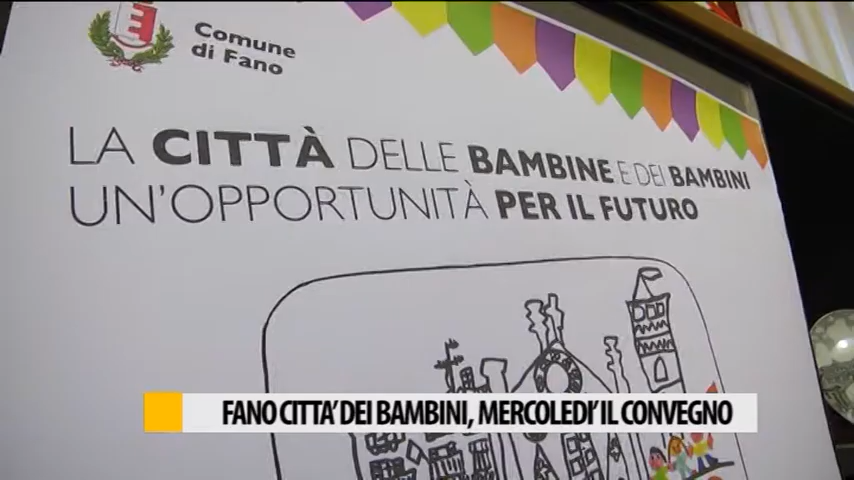 Comune
di Fano
LA CITTÀ DELLE BAMBINE E DEI BAMBINI
UN'OPPORTUNITÀ PER IL FUTURO
FANO CITTA' DEI BAMBINI, MERCOLEDI' IL CONVEGNO